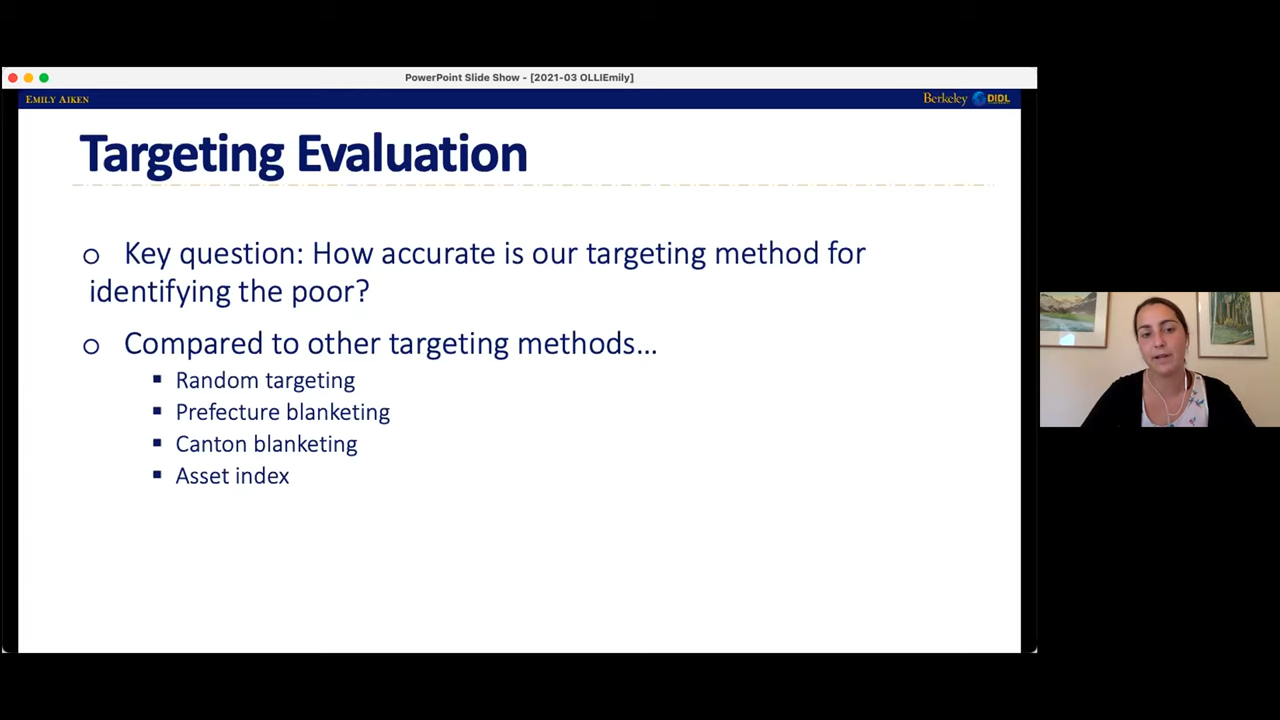 PowerPoint Slide Show - [2021-03 OLLIEmily]
EMILY AIKEN
Berkeley DIDL
Targeting Evaluation
Key question: How accurate is our targeting method for
identifying the poor?
Compared to other targeting methods...
Random targeting
Prefecture blanketing
Canton blanketing
Asset index